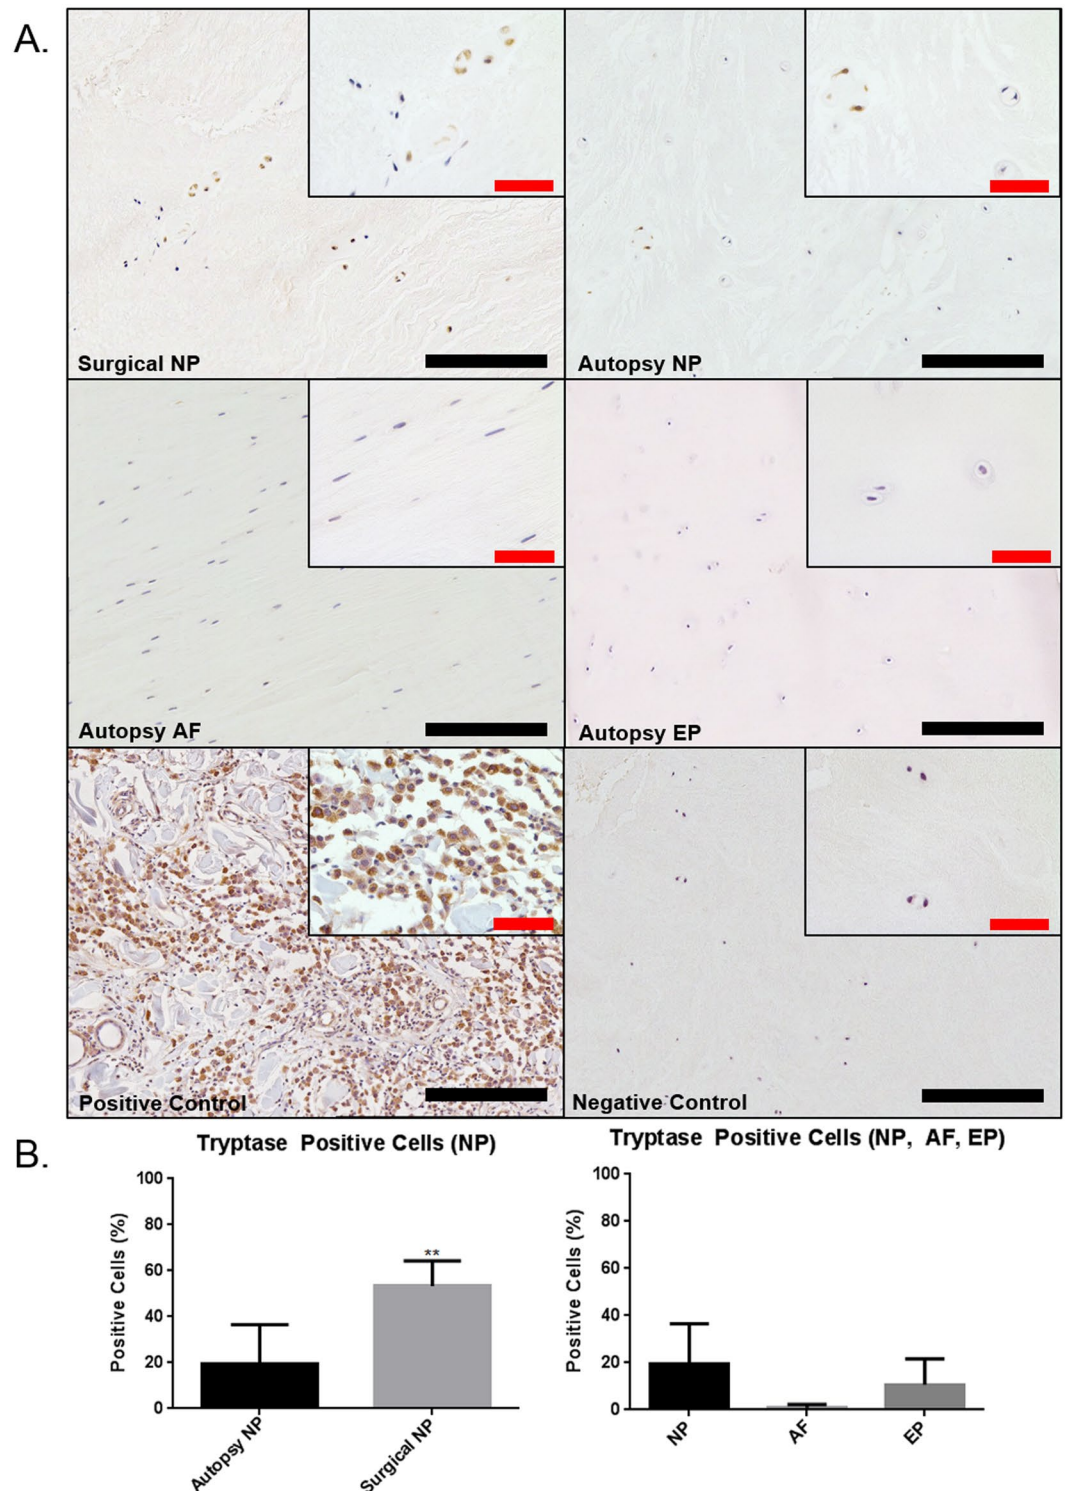 A.
Surgical NP
Autopsy NP
Autopsy AF
Autopsy EP
Positive Control
Negative Control
B.
Tryptase Positive Cells (NP)
Positive Cells (%)
100
80
60
40
20
0
**
Autopsy NP
Surgical NP
Tryptase Positive Cells (NP, AF, EP)
Positive Cells (%)
100
80
60
40
20
0
NP
AF
EP